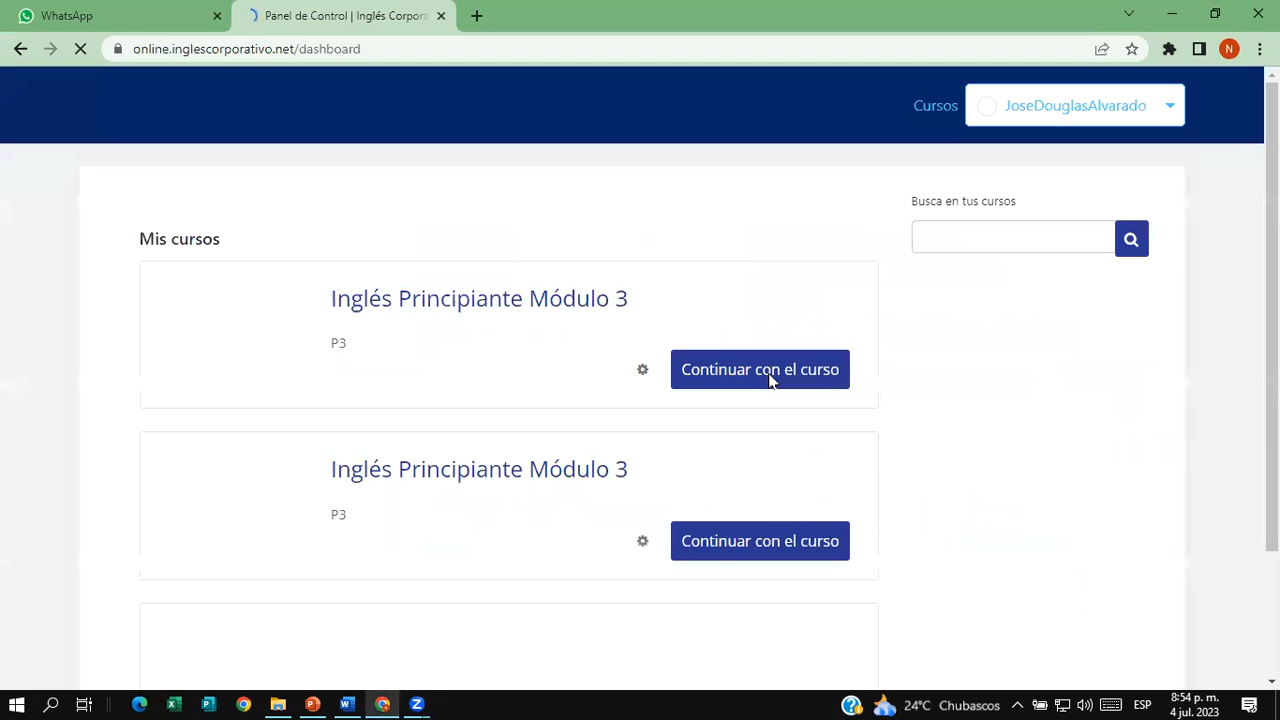 WhatsApp
Panel de Control | Inglés Corpora
online.inglescorporativo.net/dashboard
N
Cursos
JoseDouglasAlvarado
Busca en tus cursos
Mis cursos
Inglés Principiante Módulo 3
P3
Continuar con el curso
Inglés Principiante Módulo 3
P3
Continuar con el curso
24°C Chubascos
ESP
8:54 p. m.
4 jul. 2023